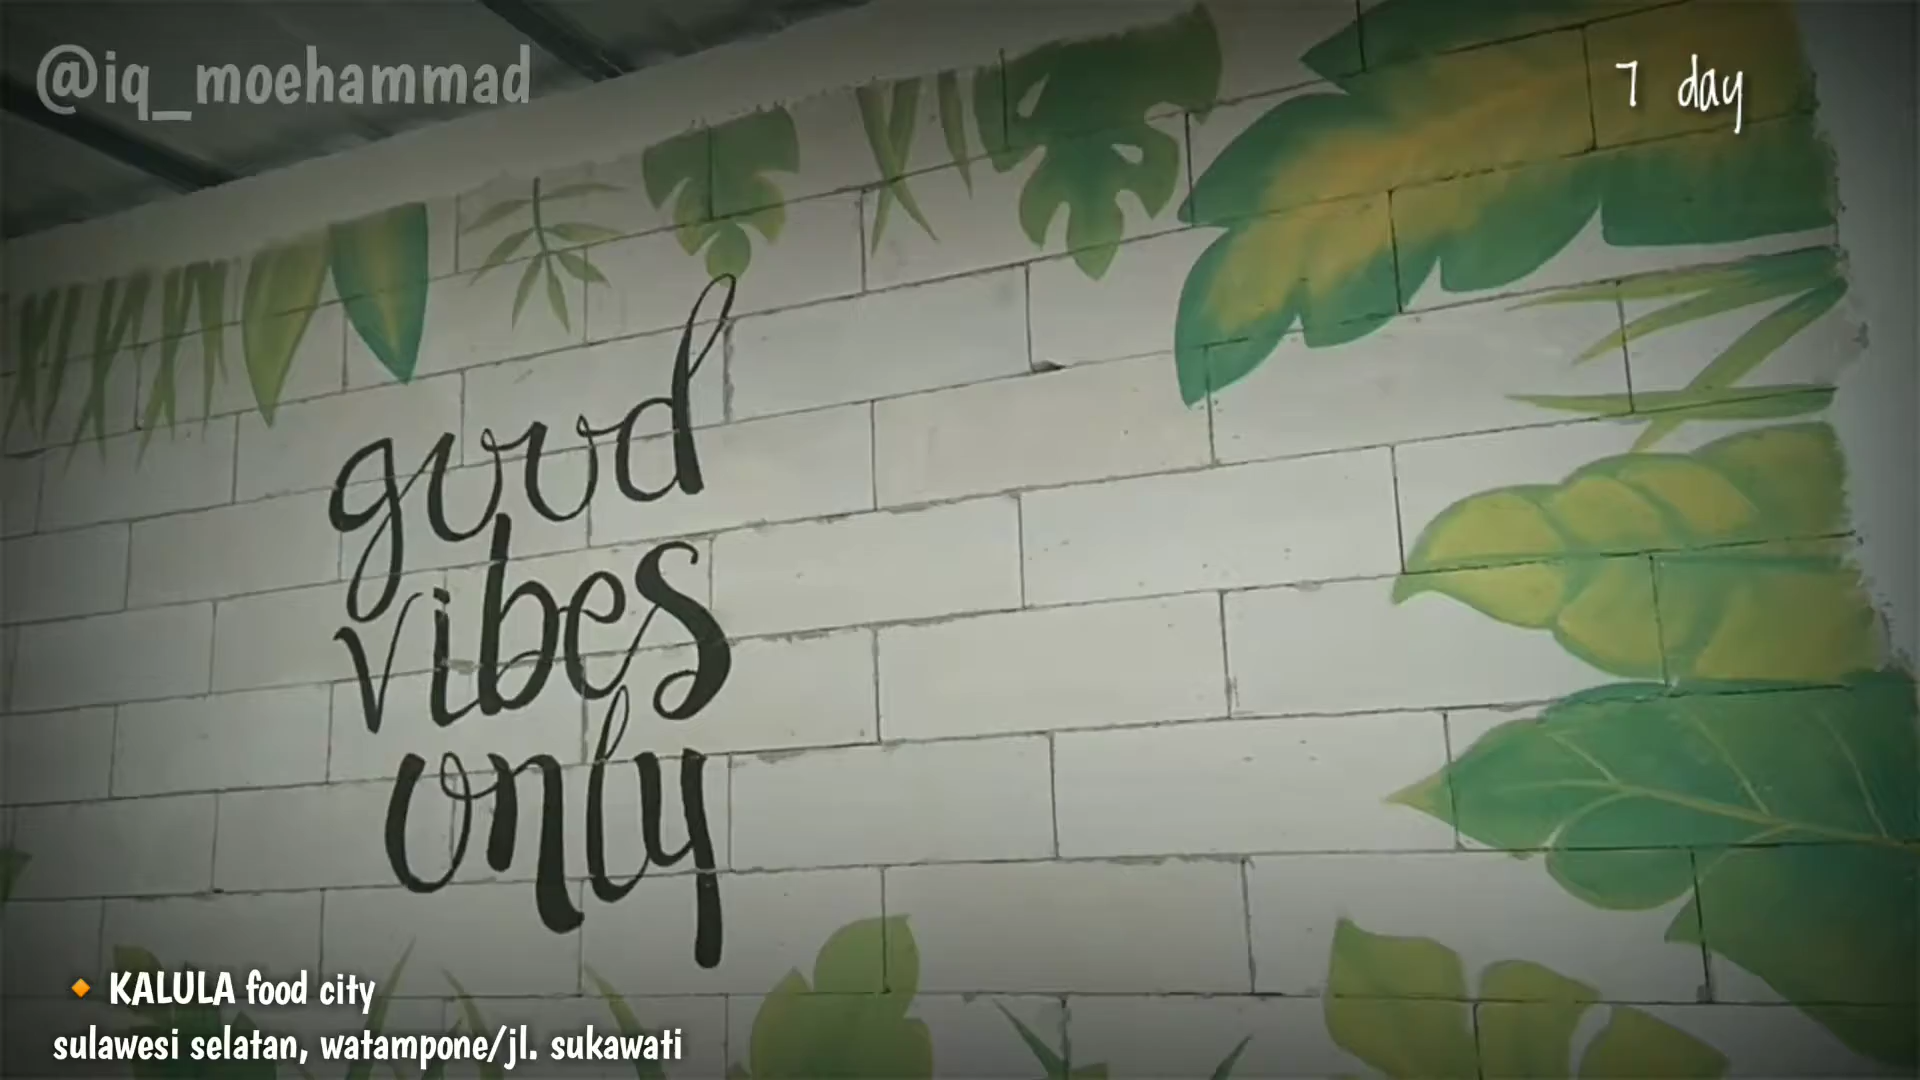 @iq_moehammad
7 day
good
vibes
only
🔸 KALULA food city
sulawesi selatan, watampone/jl. sukawati